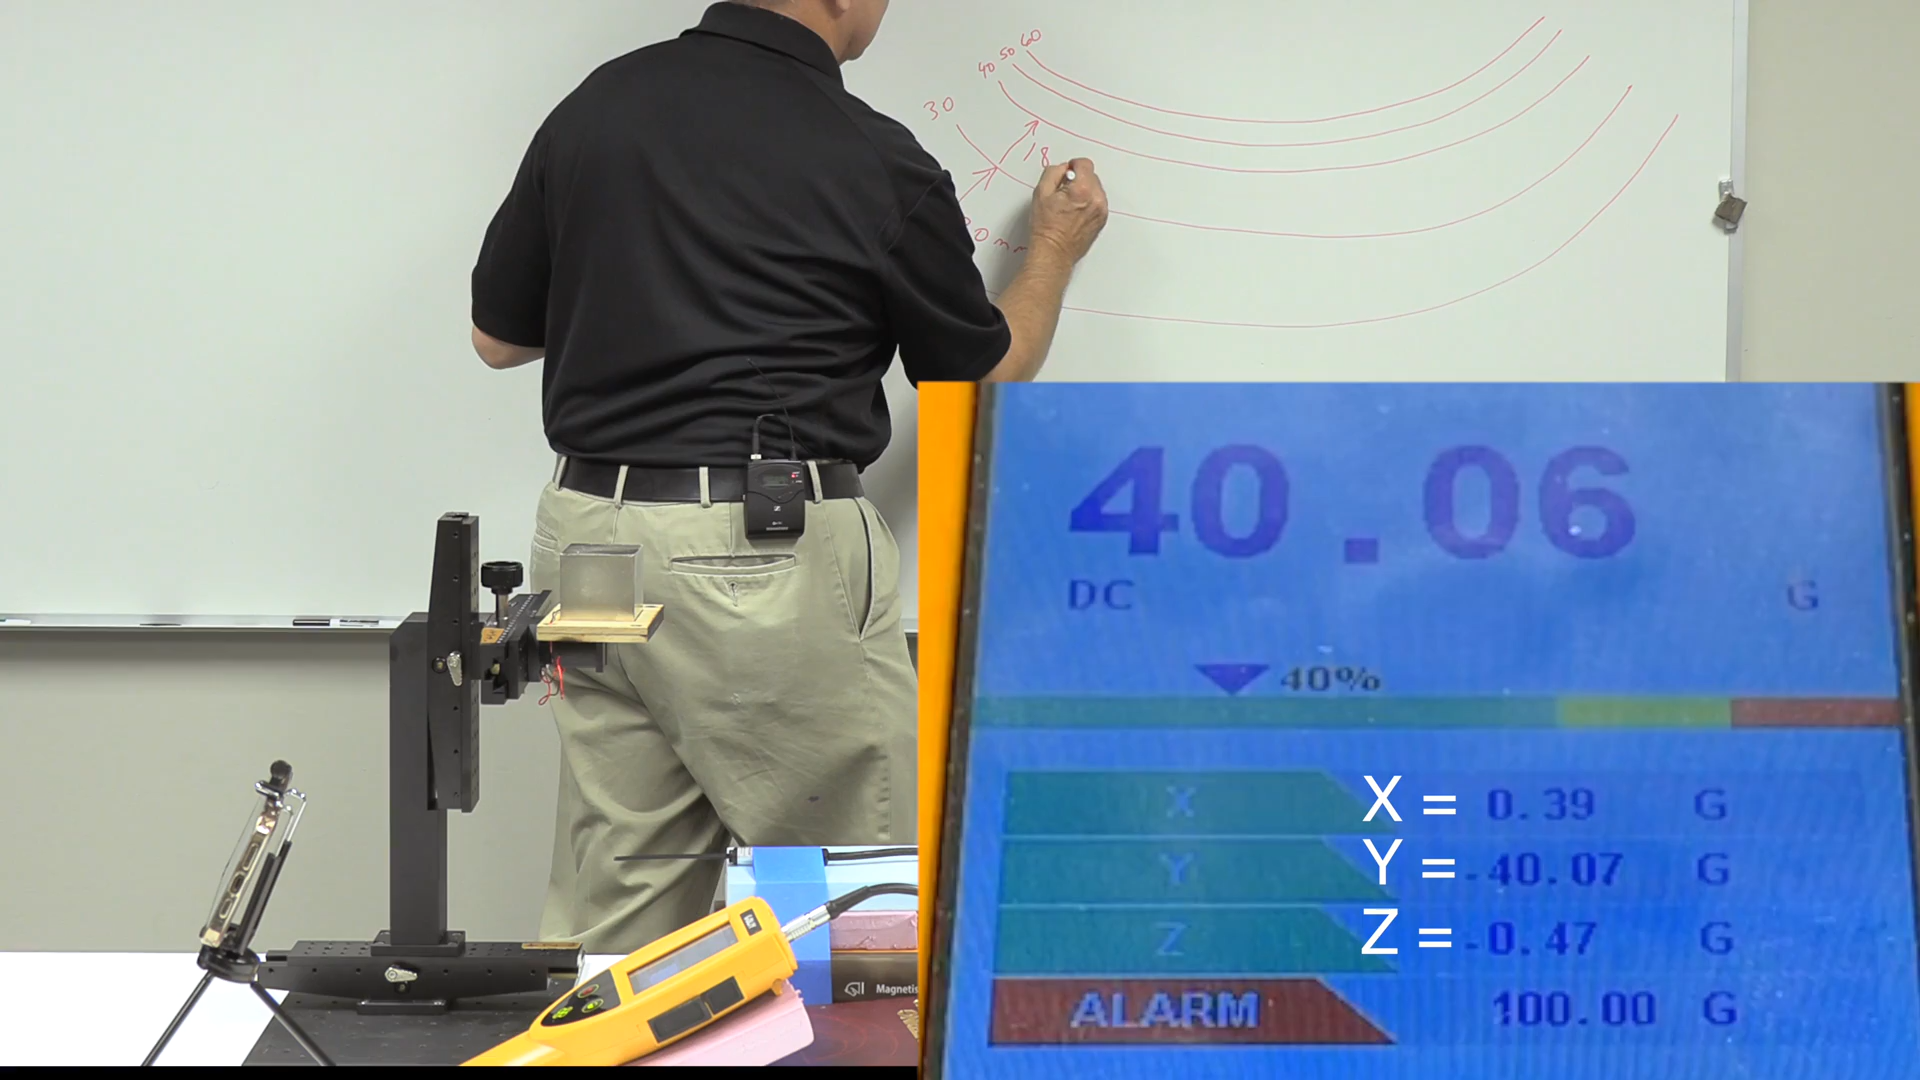 60
50
40
30
18
0mm
40.06
DC G
40%
X X = 0.39 G
Y Y = -40.07 G
Z Z = -0.47 G
ALARM 100.00 G
Magnetis